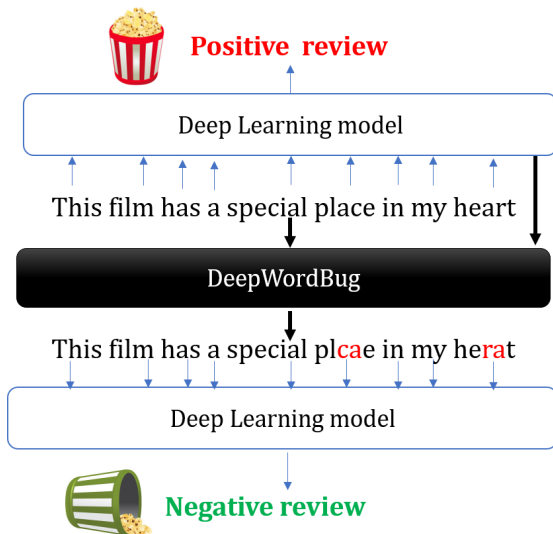 Positive review
Deep Learning model
This film has a special place in my heart
DeepWordBug
This film has a special plcae in my herat
Deep Learning model
Negative review